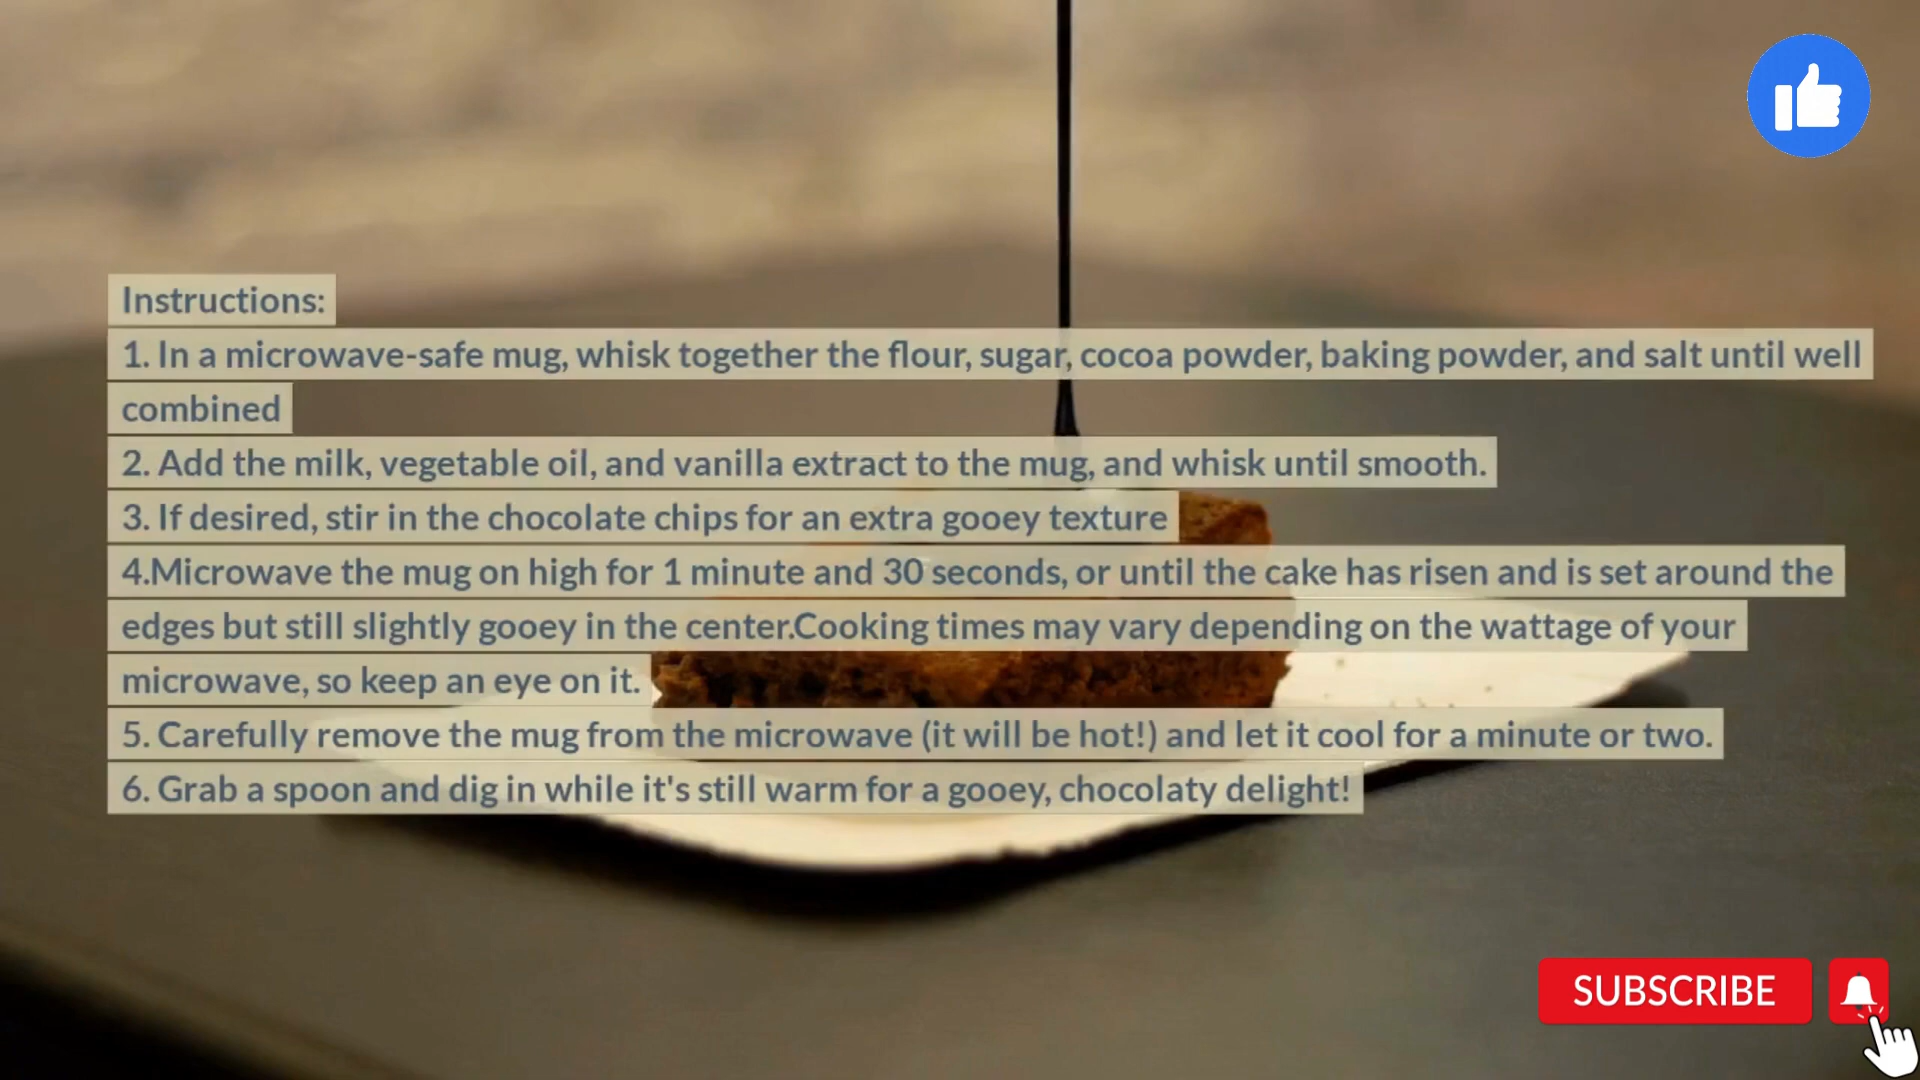 Instructions:
1. In a microwave-safe mug, whisk together the flour, sugar, cocoa powder, baking powder, and salt until well
combined
2. Add the milk, vegetable oil, and vanilla extract to the mug, and whisk until smooth.
3. If desired, stir in the chocolate chips for an extra gooey texture
4.Microwave the mug on high for 1 minute and 30 seconds, or until the cake has risen and is set around the
edges but still slightly gooey in the center.Cooking times may vary depending on the wattage of your
microwave, so keep an eye on it.
5. Carefully remove the mug from the microwave (it will be hot!) and let it cool for a minute or two.
6. Grab a spoon and dig in while it's still warm for a gooey, chocolaty delight!
SUBSCRIBE